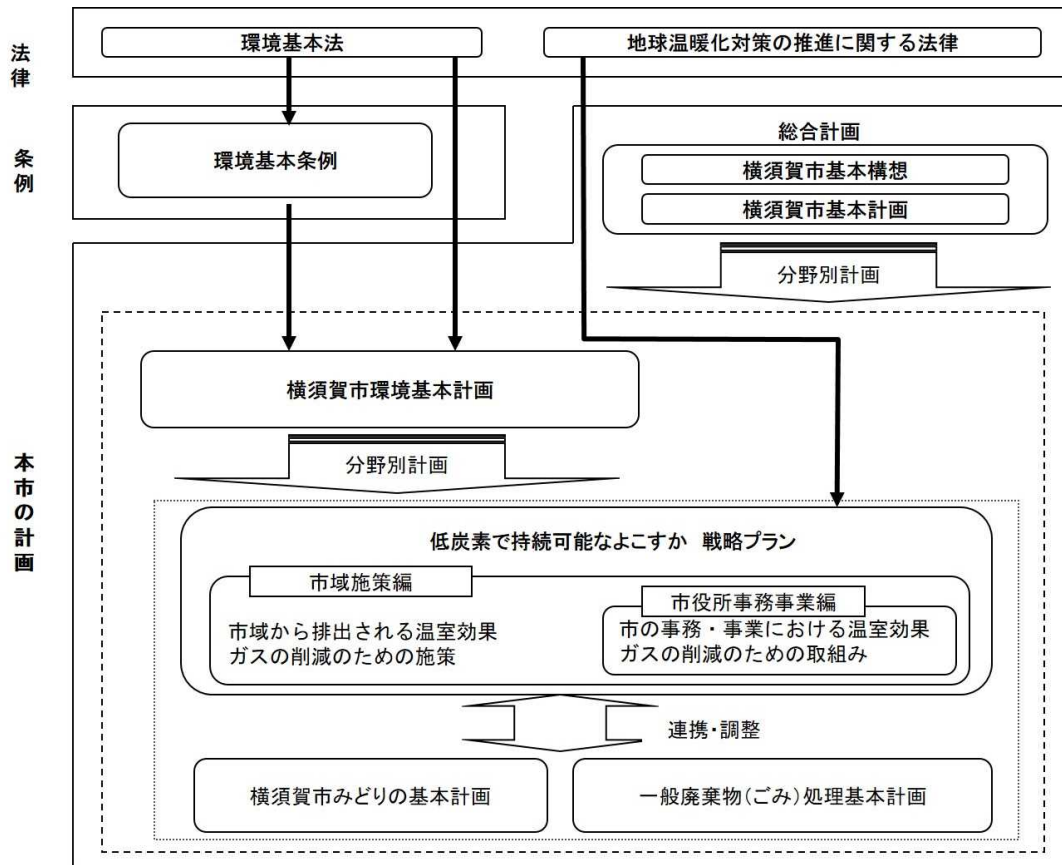 法律
環境基本法
地球温暖化対策の推進に関する法律
条例
環境基本条例
総合計画
横須賀市基本構想
横須賀市基本計画
分野別計画
本市の計画
横須賀市環境基本計画
分野別計画
低炭素で持続可能なよこすか 戦略プラン
市域施策編
市域から排出される温室効果
ガスの削減のための施策
市役所事務事業編
市の事務・事業における温室効果
ガスの削減のための取組み
連携・調整
横須賀市みどりの基本計画
一般廃棄物(ごみ)処理基本計画